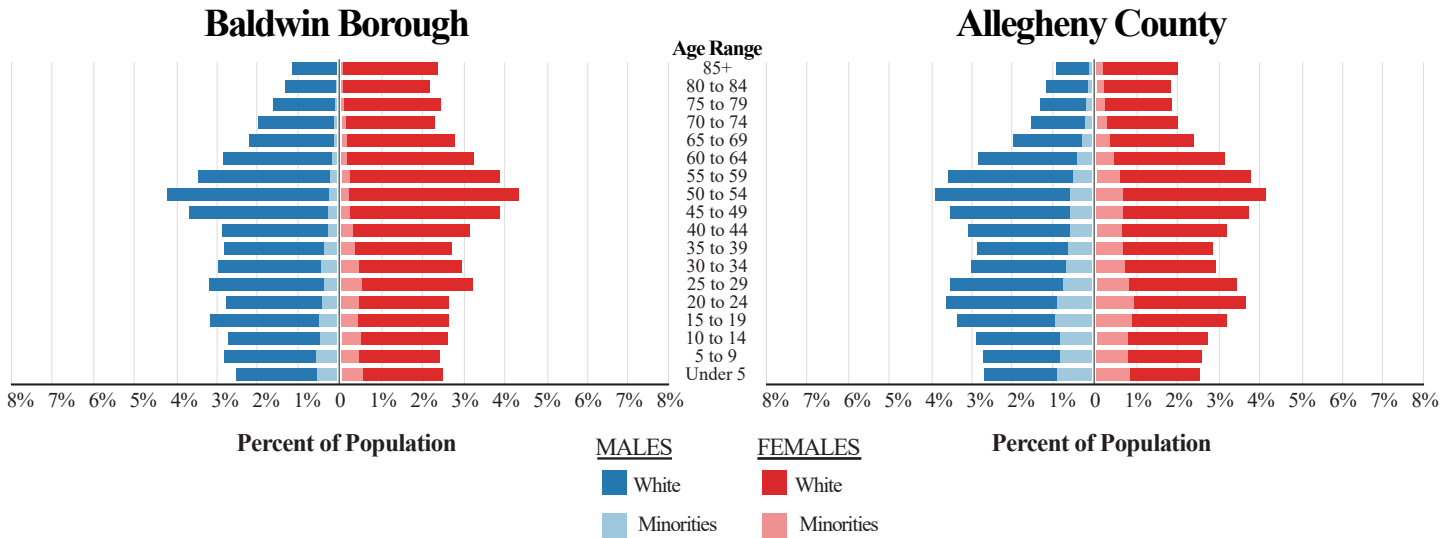 Baldwin Borough
Allegheny County
Age Range
85+
80 to 84
75 to 79
70 to 74
65 to 69
60 to 64
55 to 59
50 to 54
45 to 49
40 to 44
35 to 39
30 to 34
25 to 29
20 to 24
15 to 19
10 to 14
5 to 9
Under 5
8% 7% 6% 5% 4% 3% 2% 1% 0 1% 2% 3% 4% 5% 6% 7% 8%
8% 7% 6% 5% 4% 3% 2% 1% 0 1% 2% 3% 4% 5% 6% 7% 8%
Percent of Population
Percent of Population
MALES
White
Minorities
FEMALES
White
Minorities